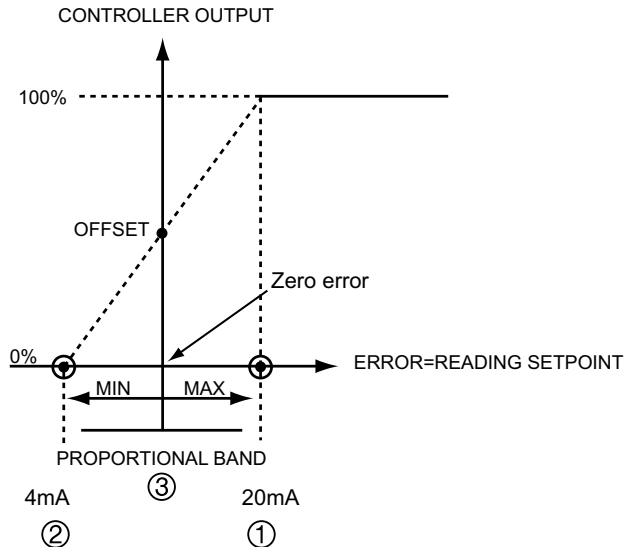 CONTROLLER OUTPUT
100%
OFFSET
Zero error
0%
ERROR=READING SETPOINT
MIN MAX
PROPORTIONAL BAND
③
4mA 20mA
② ①